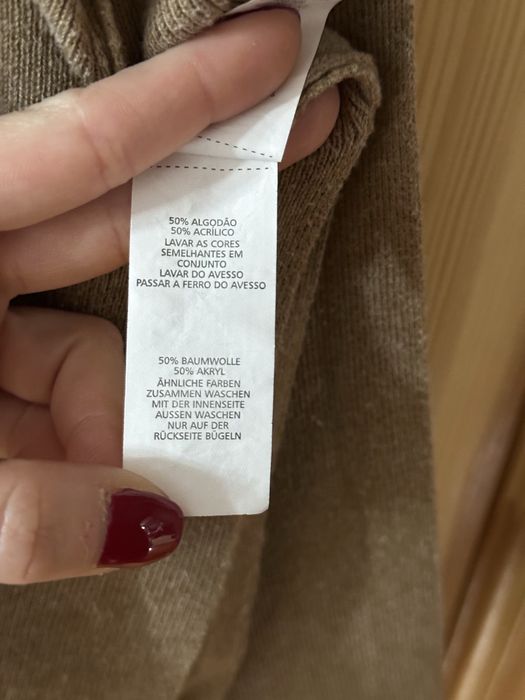 50% ALGODÃO
50% ACRÍLICO
LAVAR AS CORES
SEMELHANTES EM
CONJUNTO
LAVAR DO AVESSO
PASSAR A FERRO DO AVESSO
50% BAUMWOLLE
50% AKRYL
ÄHNLICHE FARBEN
ZUSAMMEN WASCHEN
MIT DER INNENSEITE
AUSSEN WASCHEN
NUR AUF DER
RÜCKSEITE BÜGELN